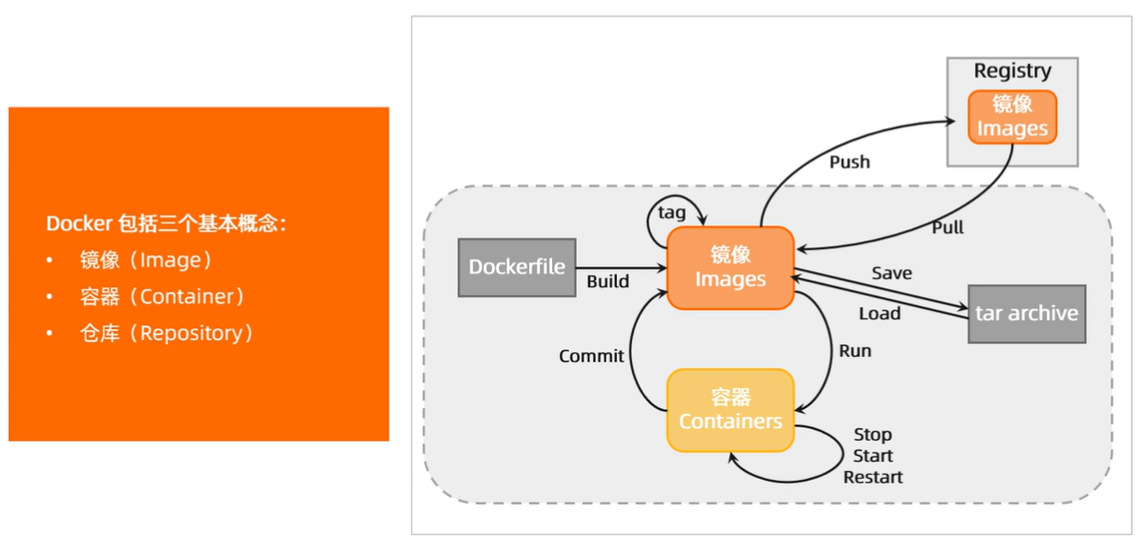 Docker 包括三个基本概念:
• 镜像（Image）
• 容器（Container）
• 仓库（Repository）
Registry
镜像
Images
Push
Pull
tag
镜像
Images
Dockerfile
Build
Save
Load
tar archive
Commit
Run
容器
Containers
Stop
Start
Restart